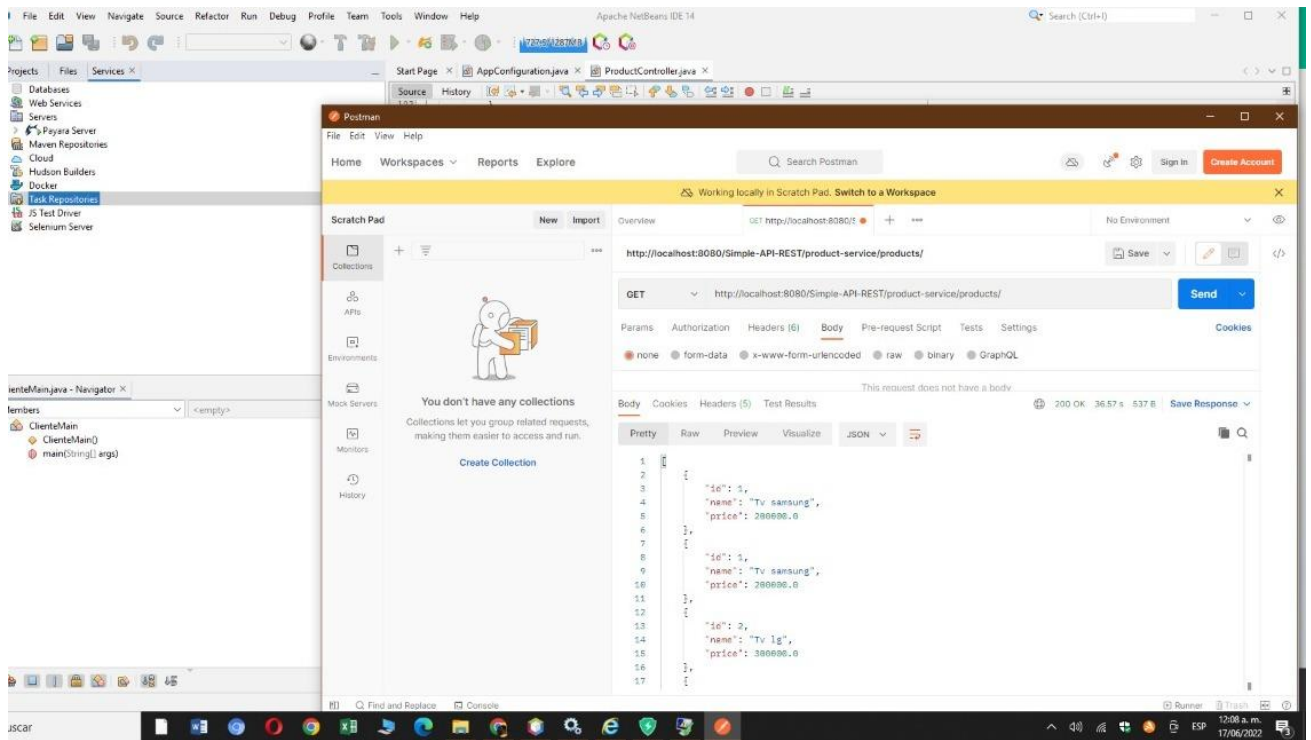 File Edit View Navigate Source Refactor Run Debug Profile Team Tools Window Help
Apache NetBeans IDE 14
Search (Ctrl+I)
Projects Files Services
Start Page AppConfiguration.java ProductController.java
Source History
Databases
Web Services
Servers
Payara Server
Maven Repositories
Cloud
Hudson Builders
Docker
Task Repositories
JS Test Driver
Selenium Server
Postman
File Edit View Help
Home Workspaces Reports Explore
Search Postman
Sign In
Create Account
Working locally in Scratch Pad. Switch to a Workspace
Scratch Pad New Import
Overview
GET http://localhost:8080/S
No Environment
Collections
APIs
Environments
Mock Servers
Monitors
History
http://localhost:8080/Simple-API-REST/product-service/products/
Save
GET http://localhost:8080/Simple-API-REST/product-service/products/
Send
Params Authorization Headers (6) Body Pre-request Script Tests Settings
Cookies
none form-data x-www-form-urlencoded raw binary GraphQL
This request does not have a body
You don't have any collections
Collections let you group related requests,
making them easier to access and run.
Create Collection
Body Cookies Headers (5) Test Results
200 OK 36.57 s 537 B Save Response
Pretty Raw Preview Visualize JSON
1 [
2 {
3 "id": 1,
4 "name": "Tv samsung",
5 "price": 200000.0
6 },
7 {
8 "id": 1,
9 "name": "Tv samsung",
10 "price": 200000.0
11 },
12 {
13 "id": 2,
14 "name": "Tv lg",
15 "price": 300000.0
16 },
17 {
Find and Replace Console
Runner Trash
ienteMain.java - Navigator
Members
<empty>
ClienteMain
ClienteMain()
main(String[] args)
uscar
ESP
12:08 a. m.
17/06/2022